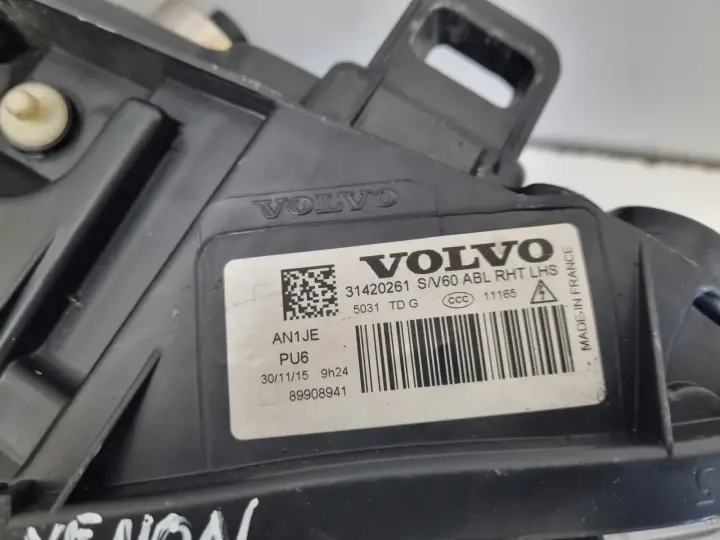 VOLVO
VOLVO
31420261 S/V60 ABL RHT LHS
5031 TD G CCC 11165
MADE IN FRANCE
AN1JE
PU6
30/11/15 9h24
89908941
XENON